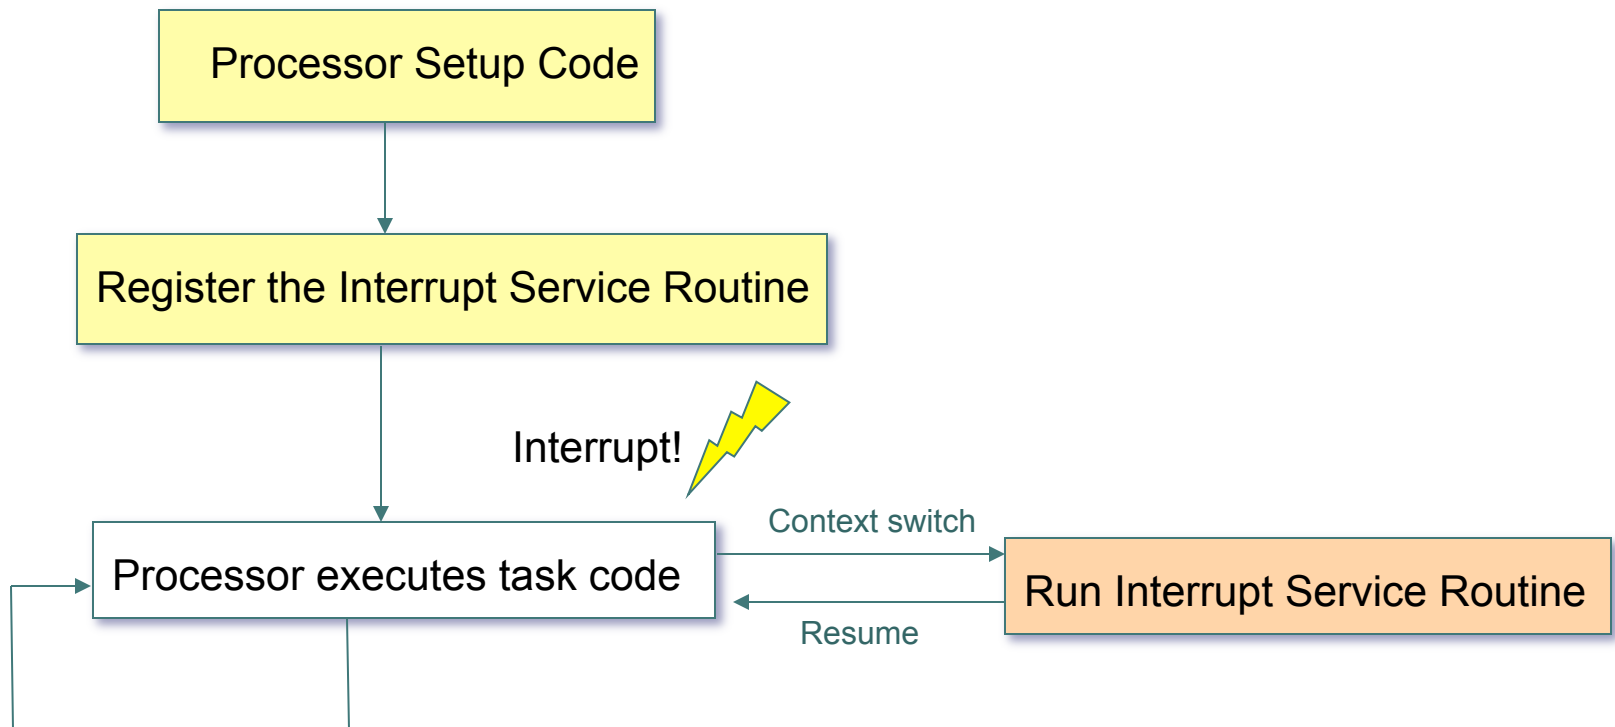 Processor Setup Code
Register the Interrupt Service Routine
Interrupt!
Context switch
Processor executes task code
Run Interrupt Service Routine
Resume